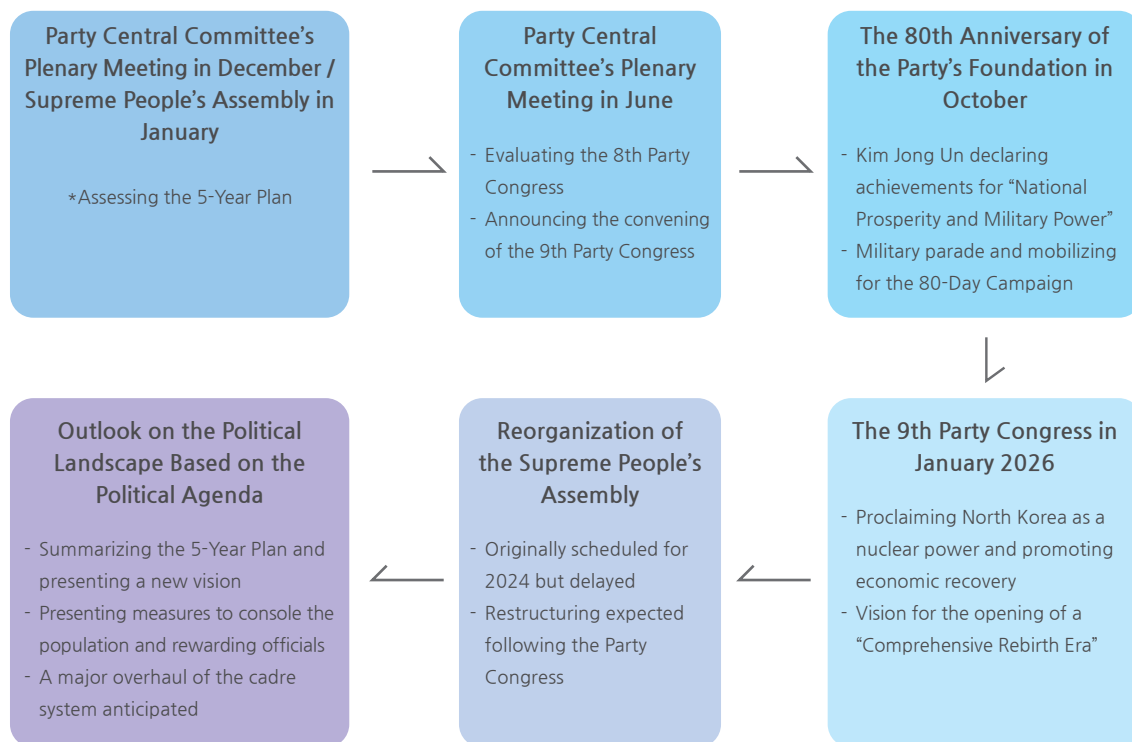 Party Central Committee’s
Plenary Meeting in December /
Supreme People’s Assembly in
January
*Assessing the 5-Year Plan
Party Central
Committee’s Plenary
Meeting in June
- Evaluating the 8th Party
Congress
- Announcing the convening
of the 9th Party Congress
The 80th Anniversary of
the Party’s Foundation in
October
- Kim Jong Un declaring
achievements for “National
Prosperity and Military Power”
- Military parade and mobilizing
for the 80-Day Campaign
The 9th Party Congress in
January 2026
- Proclaiming North Korea as a
nuclear power and promoting
economic recovery
- Vision for the opening of a
“Comprehensive Rebirth Era”
Reorganization of
the Supreme People’s
Assembly
- Originally scheduled for
2024 but delayed
- Restructuring expected
following the Party
Congress
Outlook on the Political
Landscape Based on the
Political Agenda
- Summarizing the 5-Year Plan and
presenting a new vision
- Presenting measures to console the
population and rewarding officials
- A major overhaul of the cadre
system anticipated